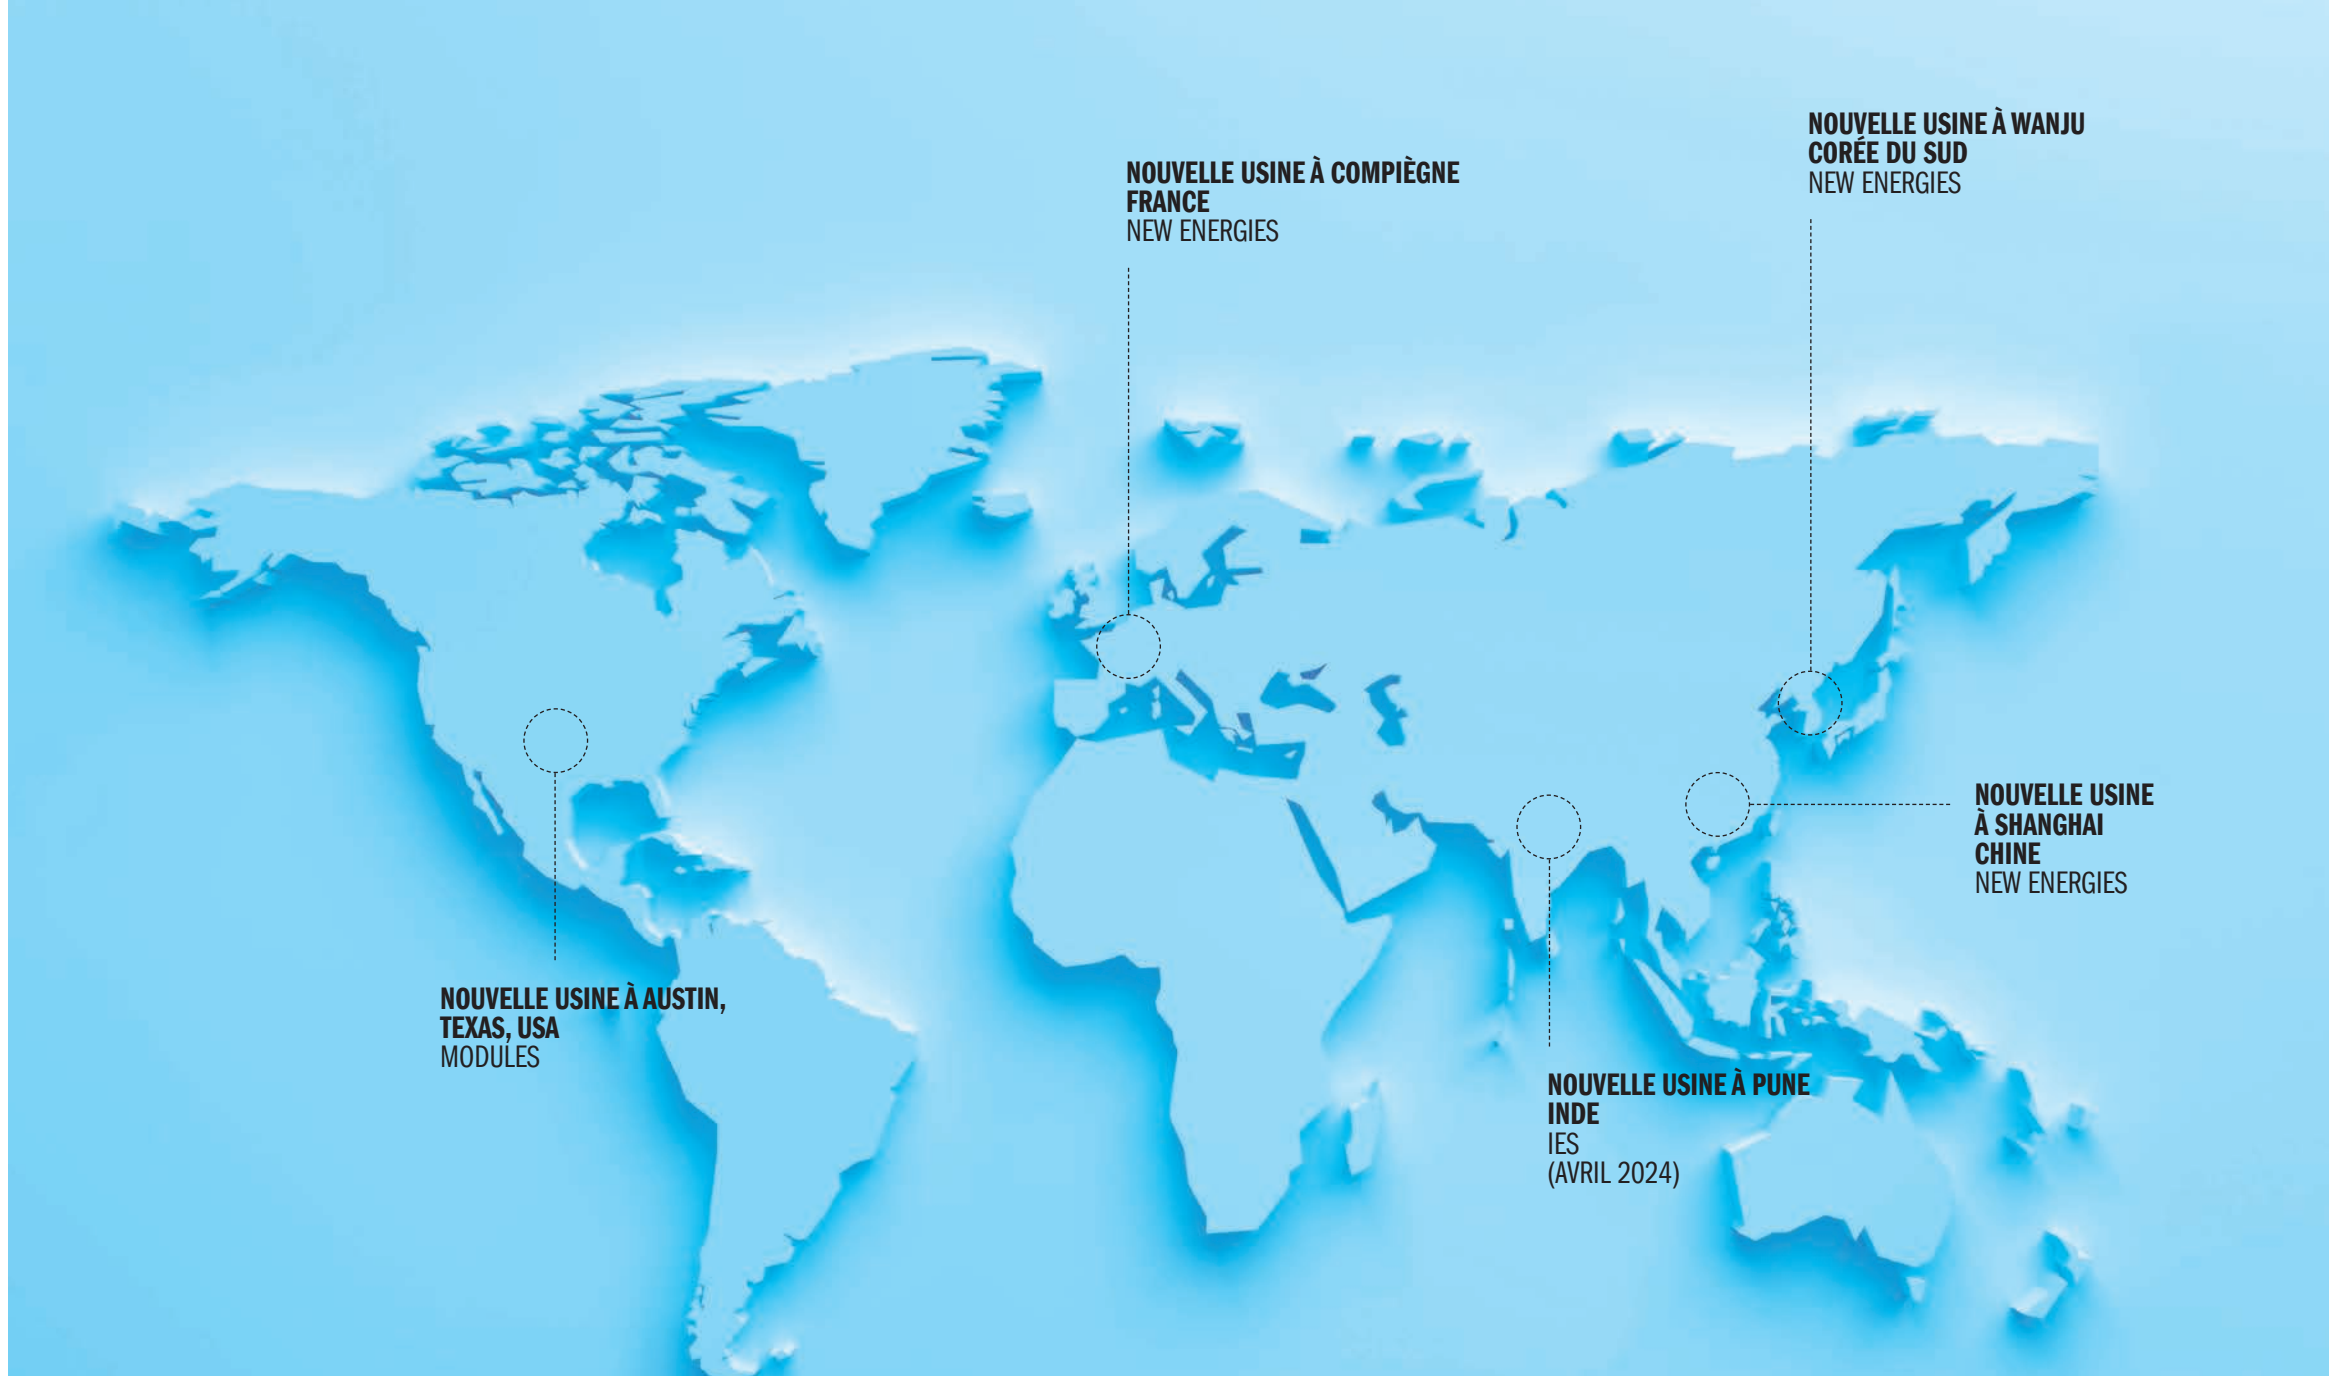 NOUVELLE USINE À WANJU
CORÉE DU SUD
NEW ENERGIES
NOUVELLE USINE À COMPIÈGNE
FRANCE
NEW ENERGIES
NOUVELLE USINE
À SHANGHAI
CHINE
NEW ENERGIES
NOUVELLE USINE À AUSTIN,
TEXAS, USA
MODULES
NOUVELLE USINE À PUNE
INDE
IES
(AVRIL 2024)